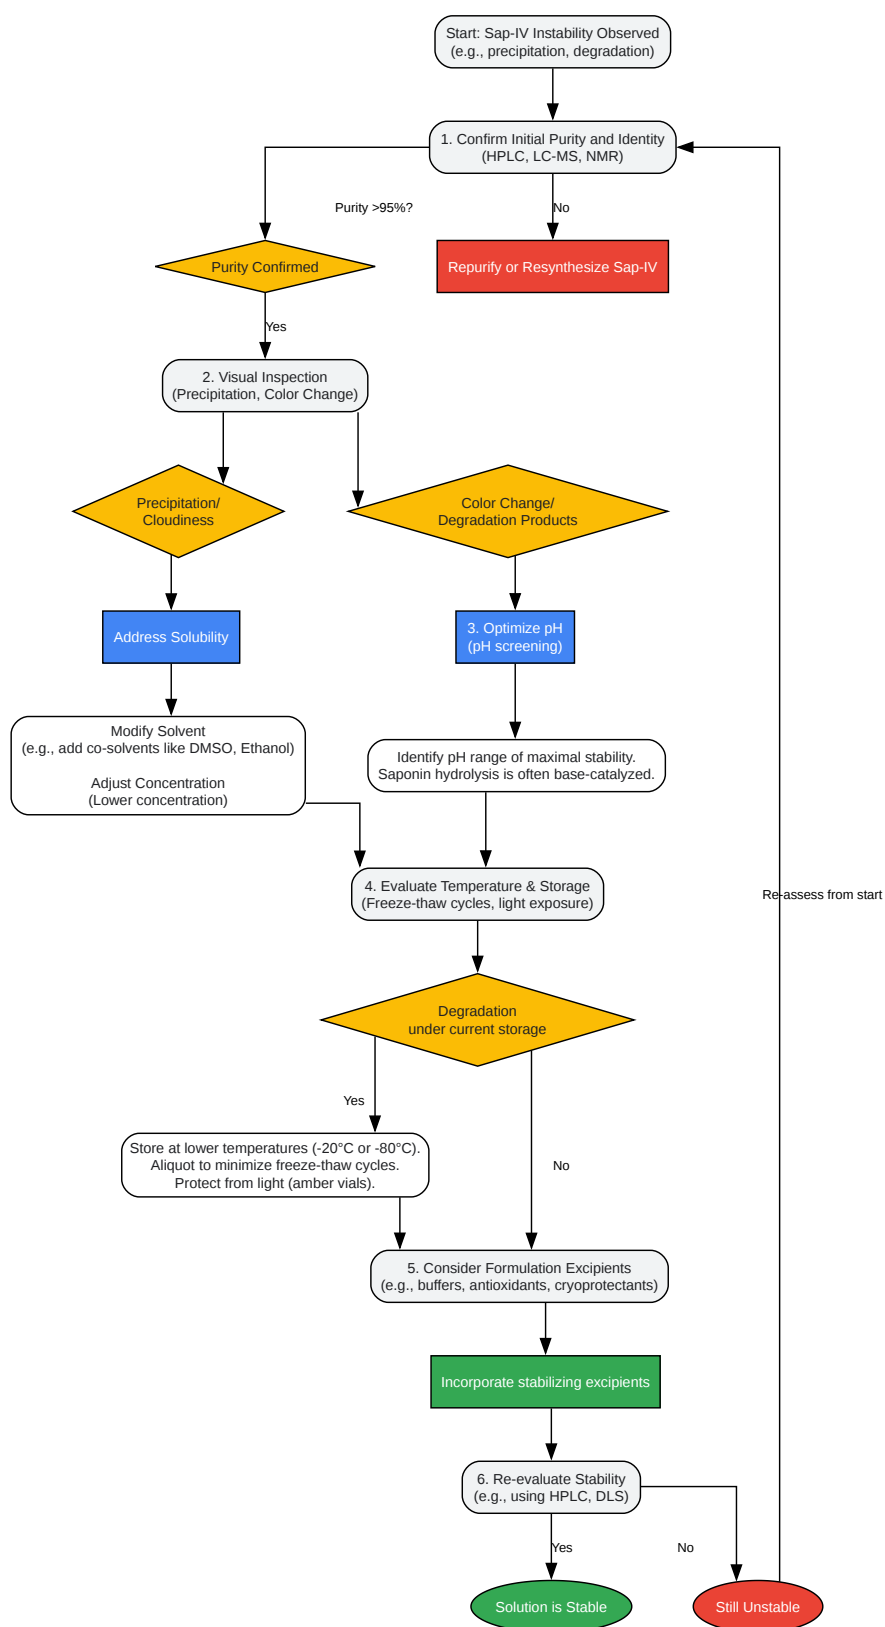 Start: Sap-IV Instability Observed
(e.g., precipitation, degradation)
1. Confirm Initial Purity and Identity
(HPLC, LC-MS, NMR)
Purity >95%?
No
Purity Confirmed
Repurify or Resynthesize Sap-IV
Yes
2. Visual Inspection
(Precipitation, Color Change)
Precipitation/
Cloudiness
Color Change/
Degradation Products
Address Solubility
3. Optimize pH
(pH screening)
Modify Solvent
(e.g., add co-solvents like DMSO, Ethanol)
Adjust Concentration
(Lower concentration)
Identify pH range of maximal stability.
Saponin hydrolysis is often base-catalyzed.
4. Evaluate Temperature & Storage
(Freeze-thaw cycles, light exposure)
Re-assess from start
Degradation
under current storage
Yes
Store at lower temperatures (-20°C or -80°C).
Aliquot to minimize freeze-thaw cycles.
Protect from light (amber vials).
No
5. Consider Formulation Excipients
(e.g., buffers, antioxidants, cryoprotectants)
Incorporate stabilizing excipients
6. Re-evaluate Stability
(e.g., using HPLC, DLS)
Yes
No
Solution is Stable
Still Unstable